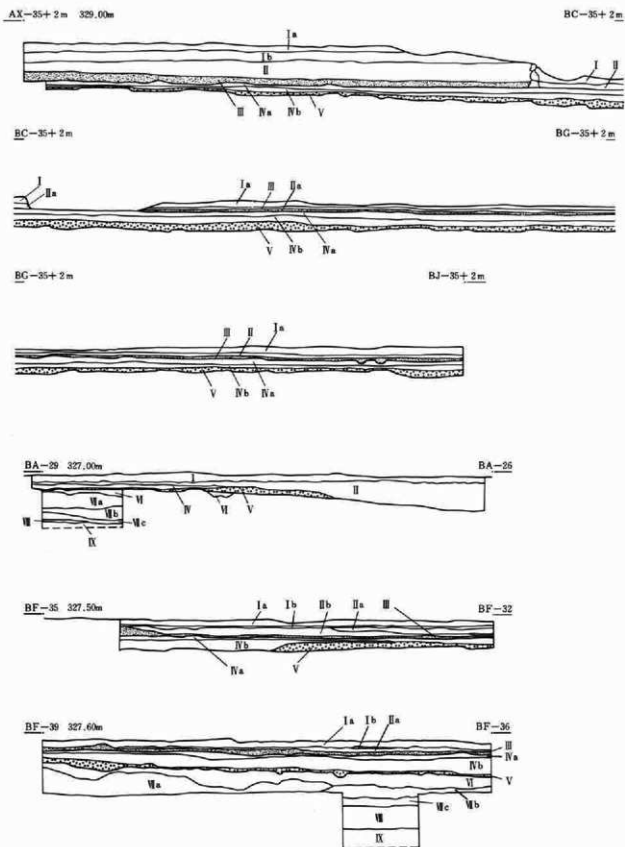 AX-35+2m 329.00m BC-35+2m
Ia
Ib
II
I II
III IVa IVb V
BC-35+2m BG-35+2m
I
IIa
Ia III IIa
V IVb IVa
BG-35+2m BJ-35+2m
III II Ia
V IVb IVa
BA-29 327.00m BA-26
I
II
VI
VIIa
IV VI V
VIIb
VIII VIIc
IX
BF-35 327.50m BF-32
Ia Ib IIb IIa III
IVb
IVa V
BF-39 327.60m BF-36
Ia Ib IIa
III
IVa
IVb
V
VIIa VI
VIIb
VIIc
VIII
IX